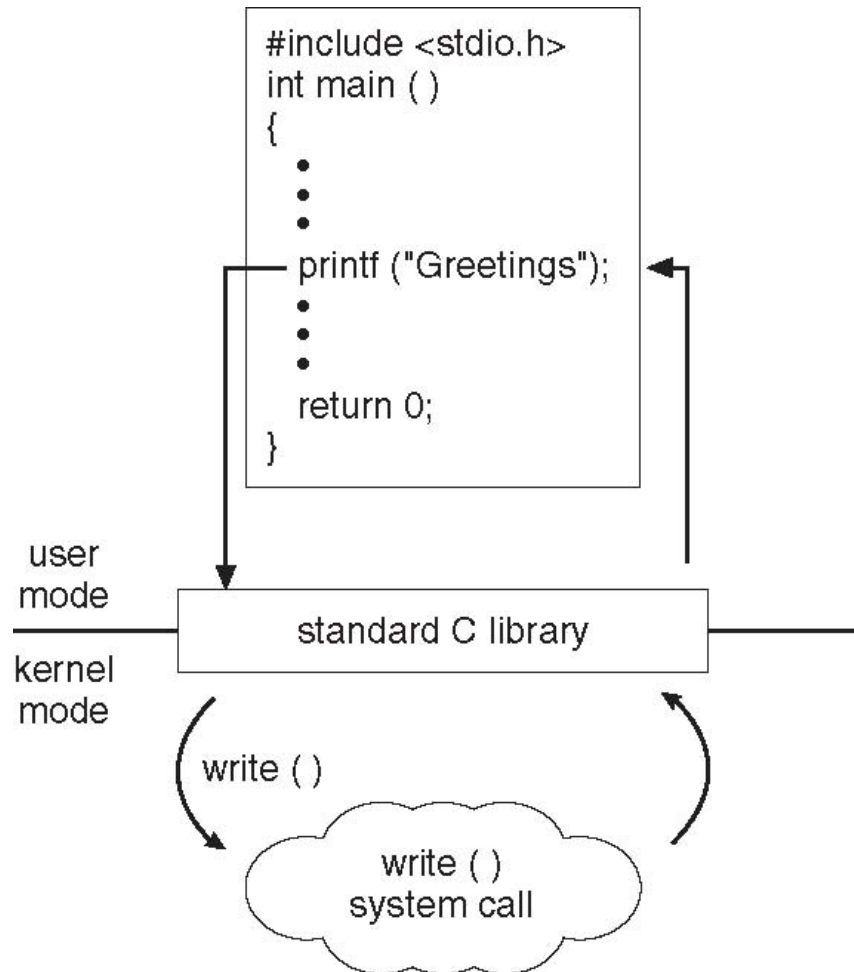 #include <stdio.h>
int main ( )
{
•
•
•
printf ("Greetings");
•
•
•
return 0;
}
user
mode
standard C library
kernel
mode
write ( )
write ( )
system call